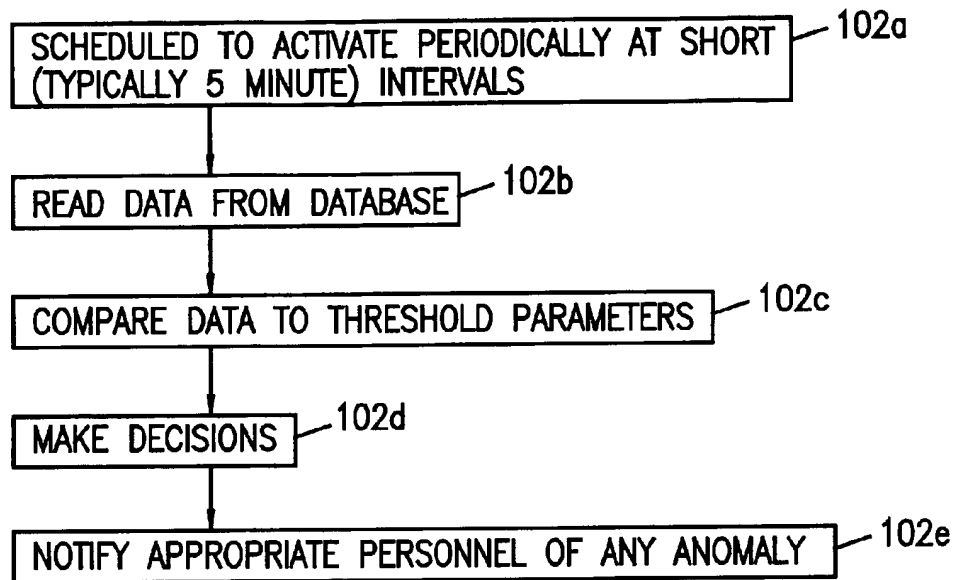 SCHEDULED TO ACTIVATE PERIODICALLY AT SHORT
(TYPICALLY 5 MINUTE) INTERVALS
102a
READ DATA FROM DATABASE
102b
COMPARE DATA TO THRESHOLD PARAMETERS
102c
MAKE DECISIONS
102d
NOTIFY APPROPRIATE PERSONNEL OF ANY ANOMALY
102e